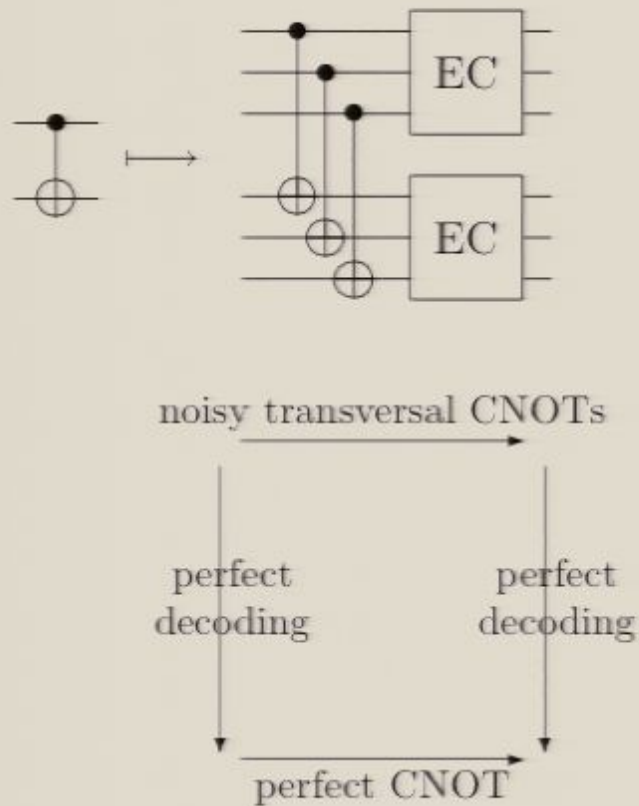 EC
EC
noisy transversal CNOTs
perfect
decoding
perfect
decoding
perfect CNOT